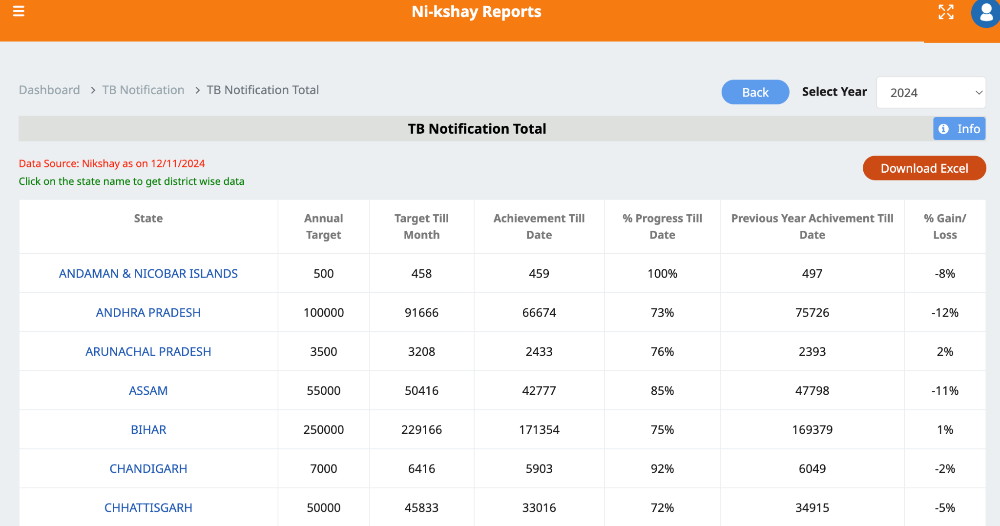 Ni-kshay Reports
Dashboard > TB Notification > TB Notification Total
Back Select Year 2024
TB Notification Total
Info
Data Source: Nikshay as on 12/11/2024
Click on the state name to get district wise data
Download Excel
State Annual Target Target Till Month Achievement Till Date % Progress Till Date Previous Year Achivement Till Date % Gain/ Loss
ANDAMAN & NICOBAR ISLANDS 500 458 459 100% 497 -8%
ANDHRA PRADESH 100000 91666 66674 73% 75726 -12%
ARUNACHAL PRADESH 3500 3208 2433 76% 2393 2%
ASSAM 55000 50416 42777 85% 47798 -11%
BIHAR 250000 229166 171354 75% 169379 1%
CHANDIGARH 7000 6416 5903 92% 6049 -2%
CHHATTISGARH 50000 45833 33016 72% 34915 -5%